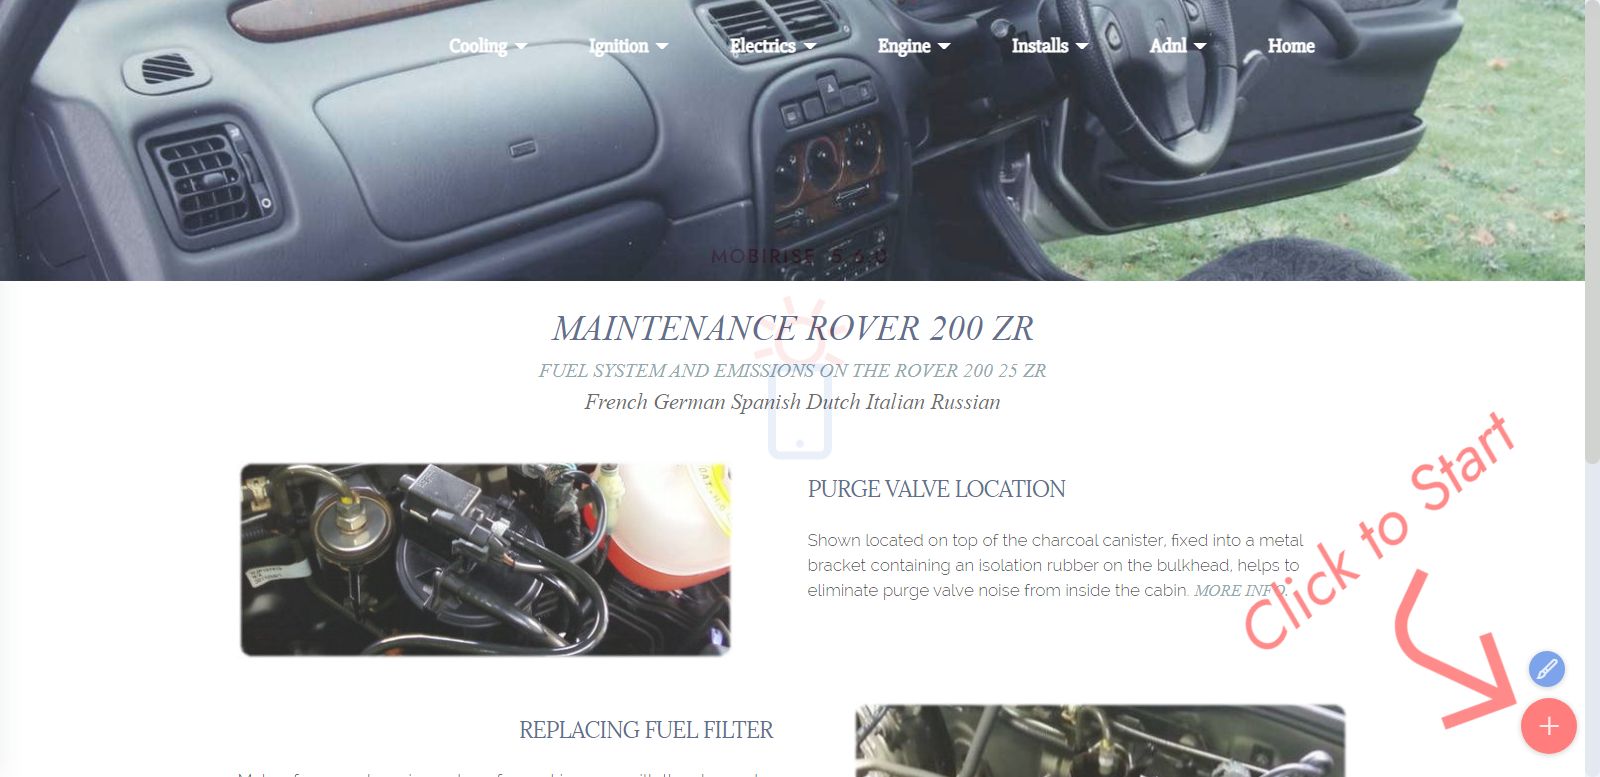 Cooling Ignition Electrics Engine Installs Adnl Home
MOBIRISE 5.6.0
MAINTENANCE ROVER 200 ZR
FUEL SYSTEM AND EMISSIONS ON THE ROVER 200 25 ZR
French German Spanish Dutch Italian Russian
PURGE VALVE LOCATION
Shown located on top of the charcoal canister, fixed into a metal
bracket containing an isolation rubber on the bulkhead, helps to
eliminate purge valve noise from inside the cabin. MORE INFO.
Click to Start
REPLACING FUEL FILTER